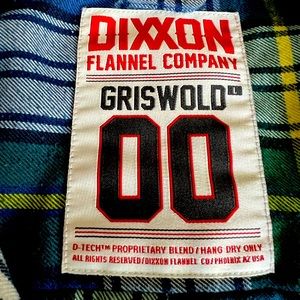 DIXXON
FLANNEL COMPANY
GRISWOLD L
00
D-TECH™ PROPRIETARY BLEND / HANG DRY ONLY
ALL RIGHTS RESERVED / DIXXON FLANNEL CO / PHOENIX AZ USA